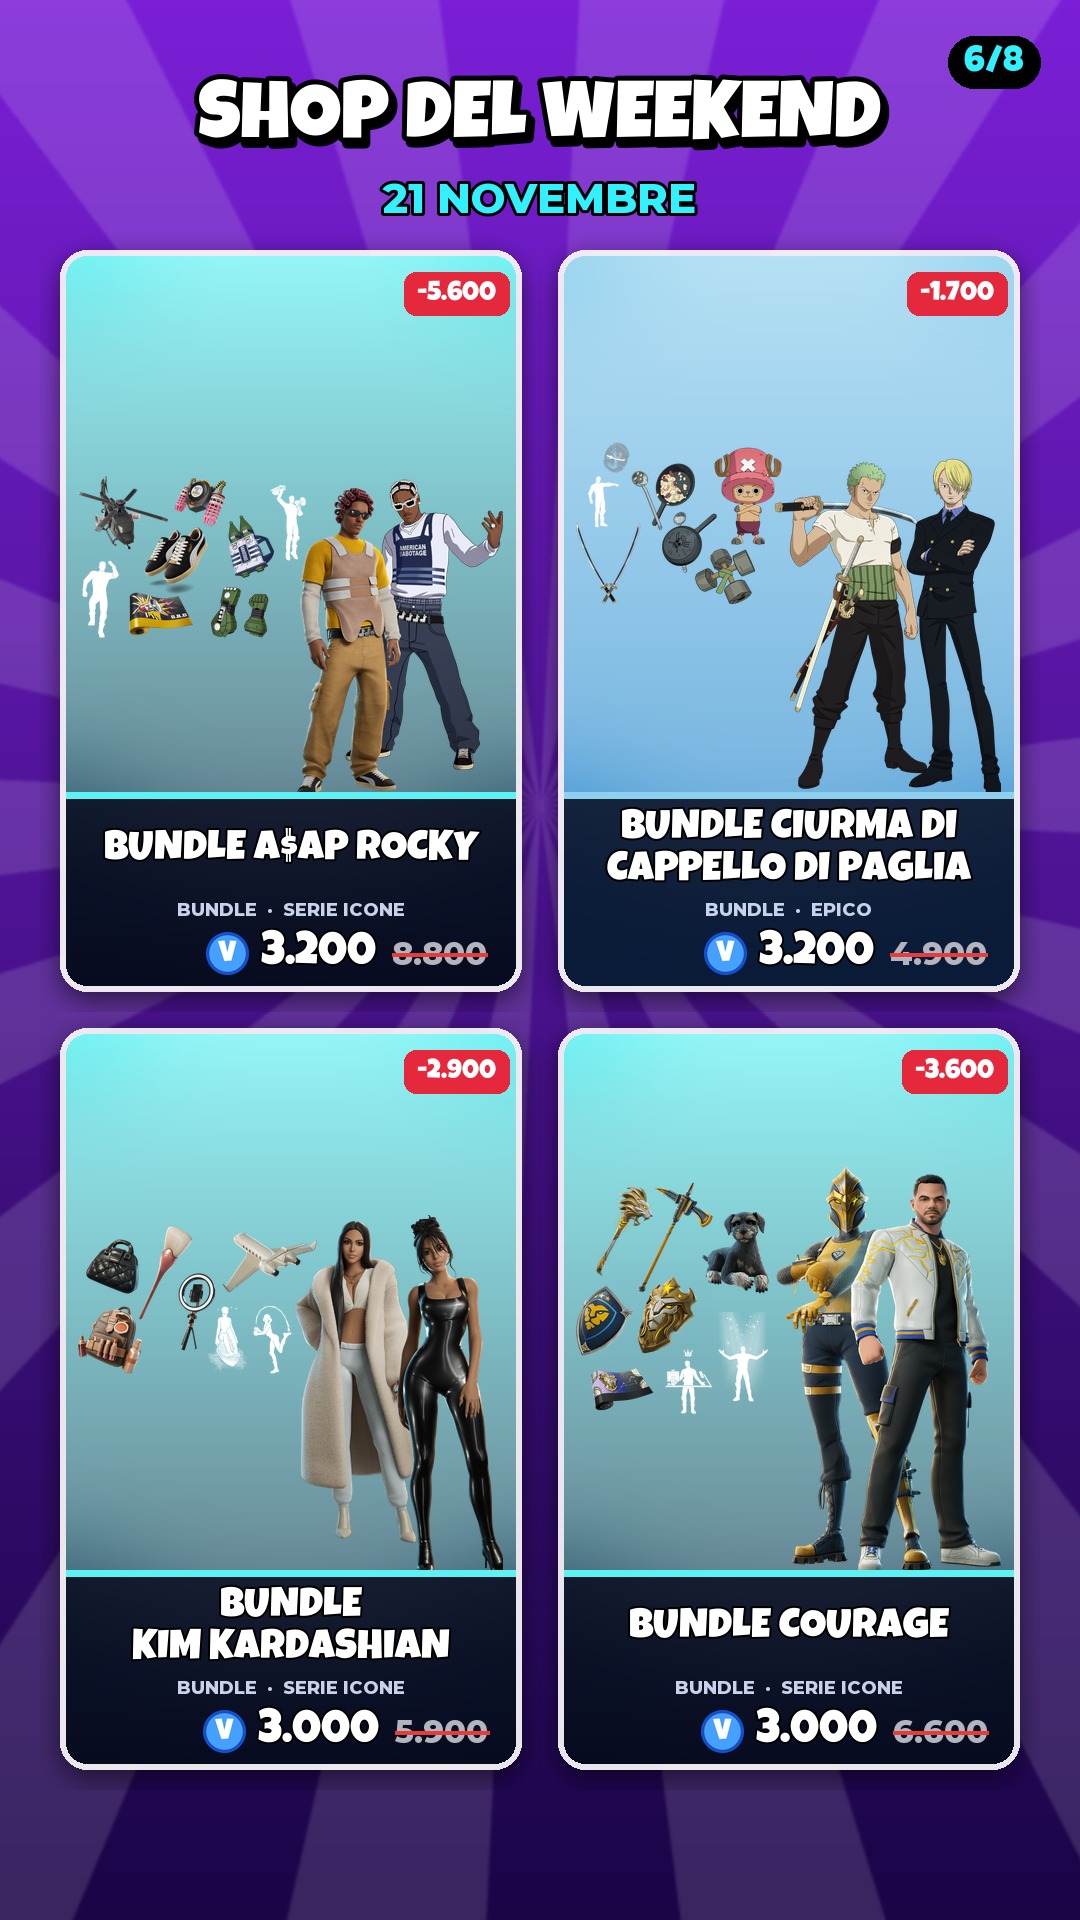 6/8
SHOP DEL WEEKEND
21 NOVEMBRE
-5.600
AMERICAN
SABOTAGE
BUNDLE A$AP ROCKY
BUNDLE · SERIE ICONE
V 3.200 8.800
-1.700
BUNDLE CIURMA DI
CAPPELLO DI PAGLIA
BUNDLE · EPICO
V 3.200 4.900
-2.900
BUNDLE
KIM KARDASHIAN
BUNDLE · SERIE ICONE
V 3.000 5.900
-3.600
BUNDLE COURAGE
BUNDLE · SERIE ICONE
V 3.000 6.600